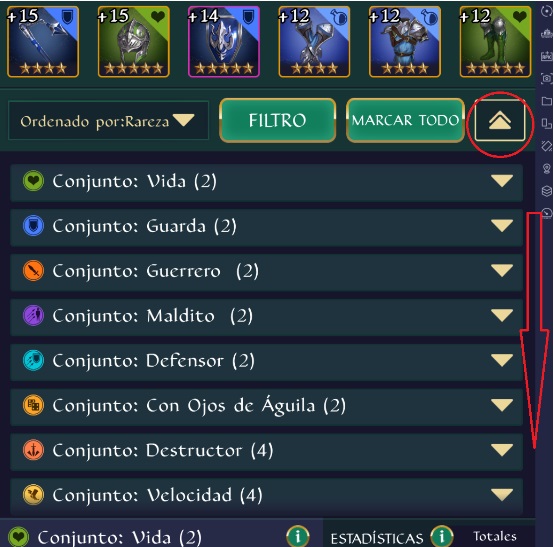 +15 +15 +14 +12 +12 +12
Ordenado por:Rareza FILTRO MARCAR TODO
Conjunto: Vida (2)
Conjunto: Guarda (2)
Conjunto: Guerrero (2)
Conjunto: Maldito (2)
Conjunto: Defensor (2)
Conjunto: Con Ojos de Águila (2)
Conjunto: Destructor (4)
Conjunto: Velocidad (4)
Conjunto: Vida (2) i ESTADÍSTICAS i Totales